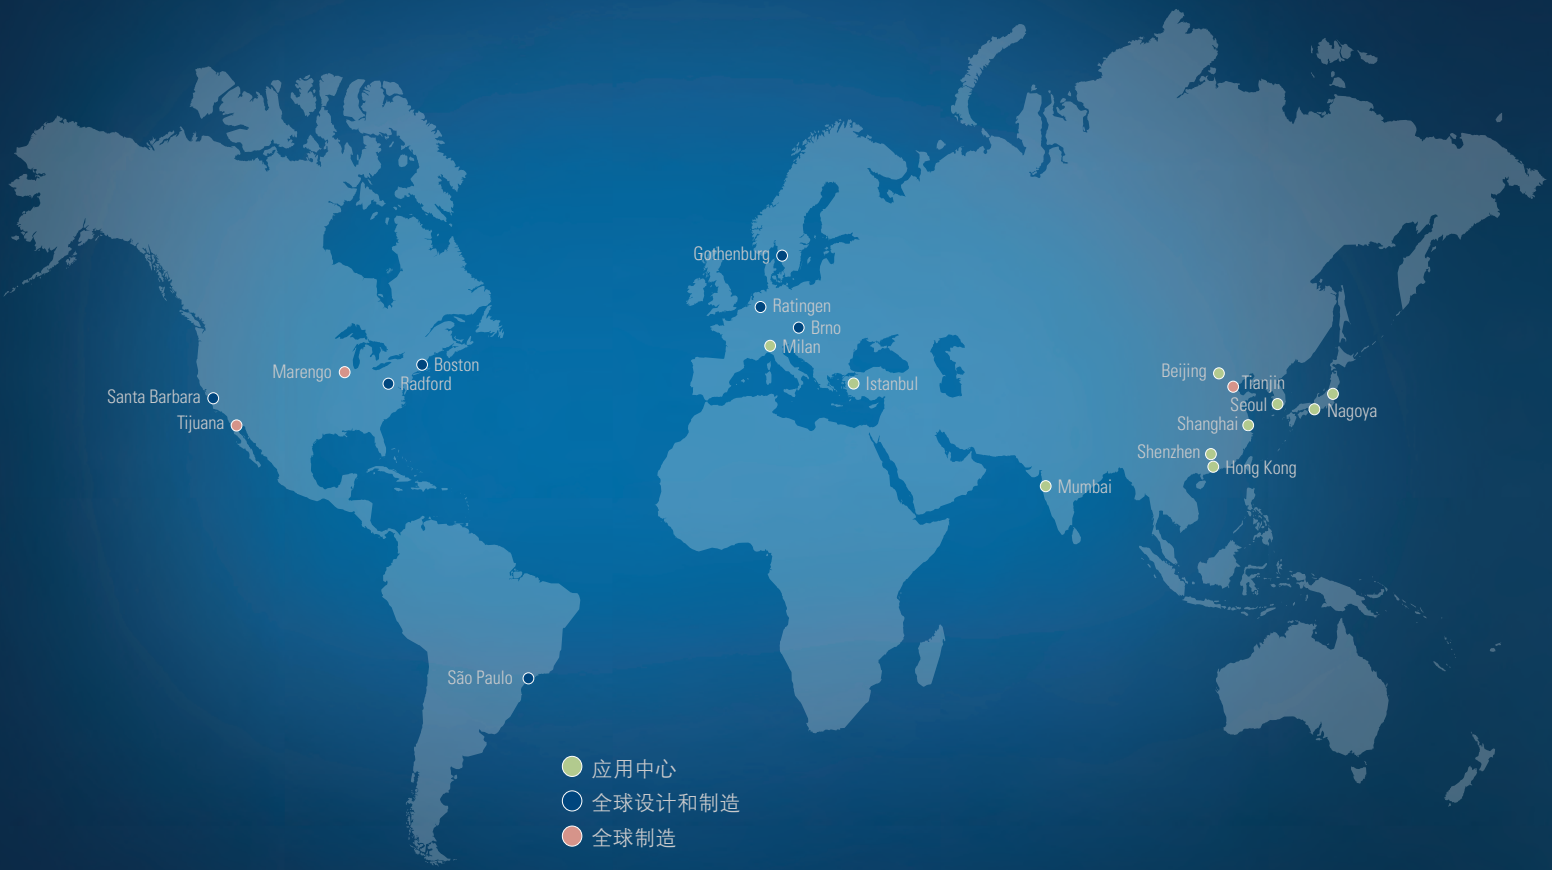 Gothenburg
Ratingen
Brno
Milan
Marengo
Boston
Radford
Istanbul
Santa Barbara
Tijuana
Beijing
Tianjin
Seoul
Nagoya
Shanghai
Shenzhen
Hong Kong
Mumbai
São Paulo
应用中心
全球设计和制造
全球制造